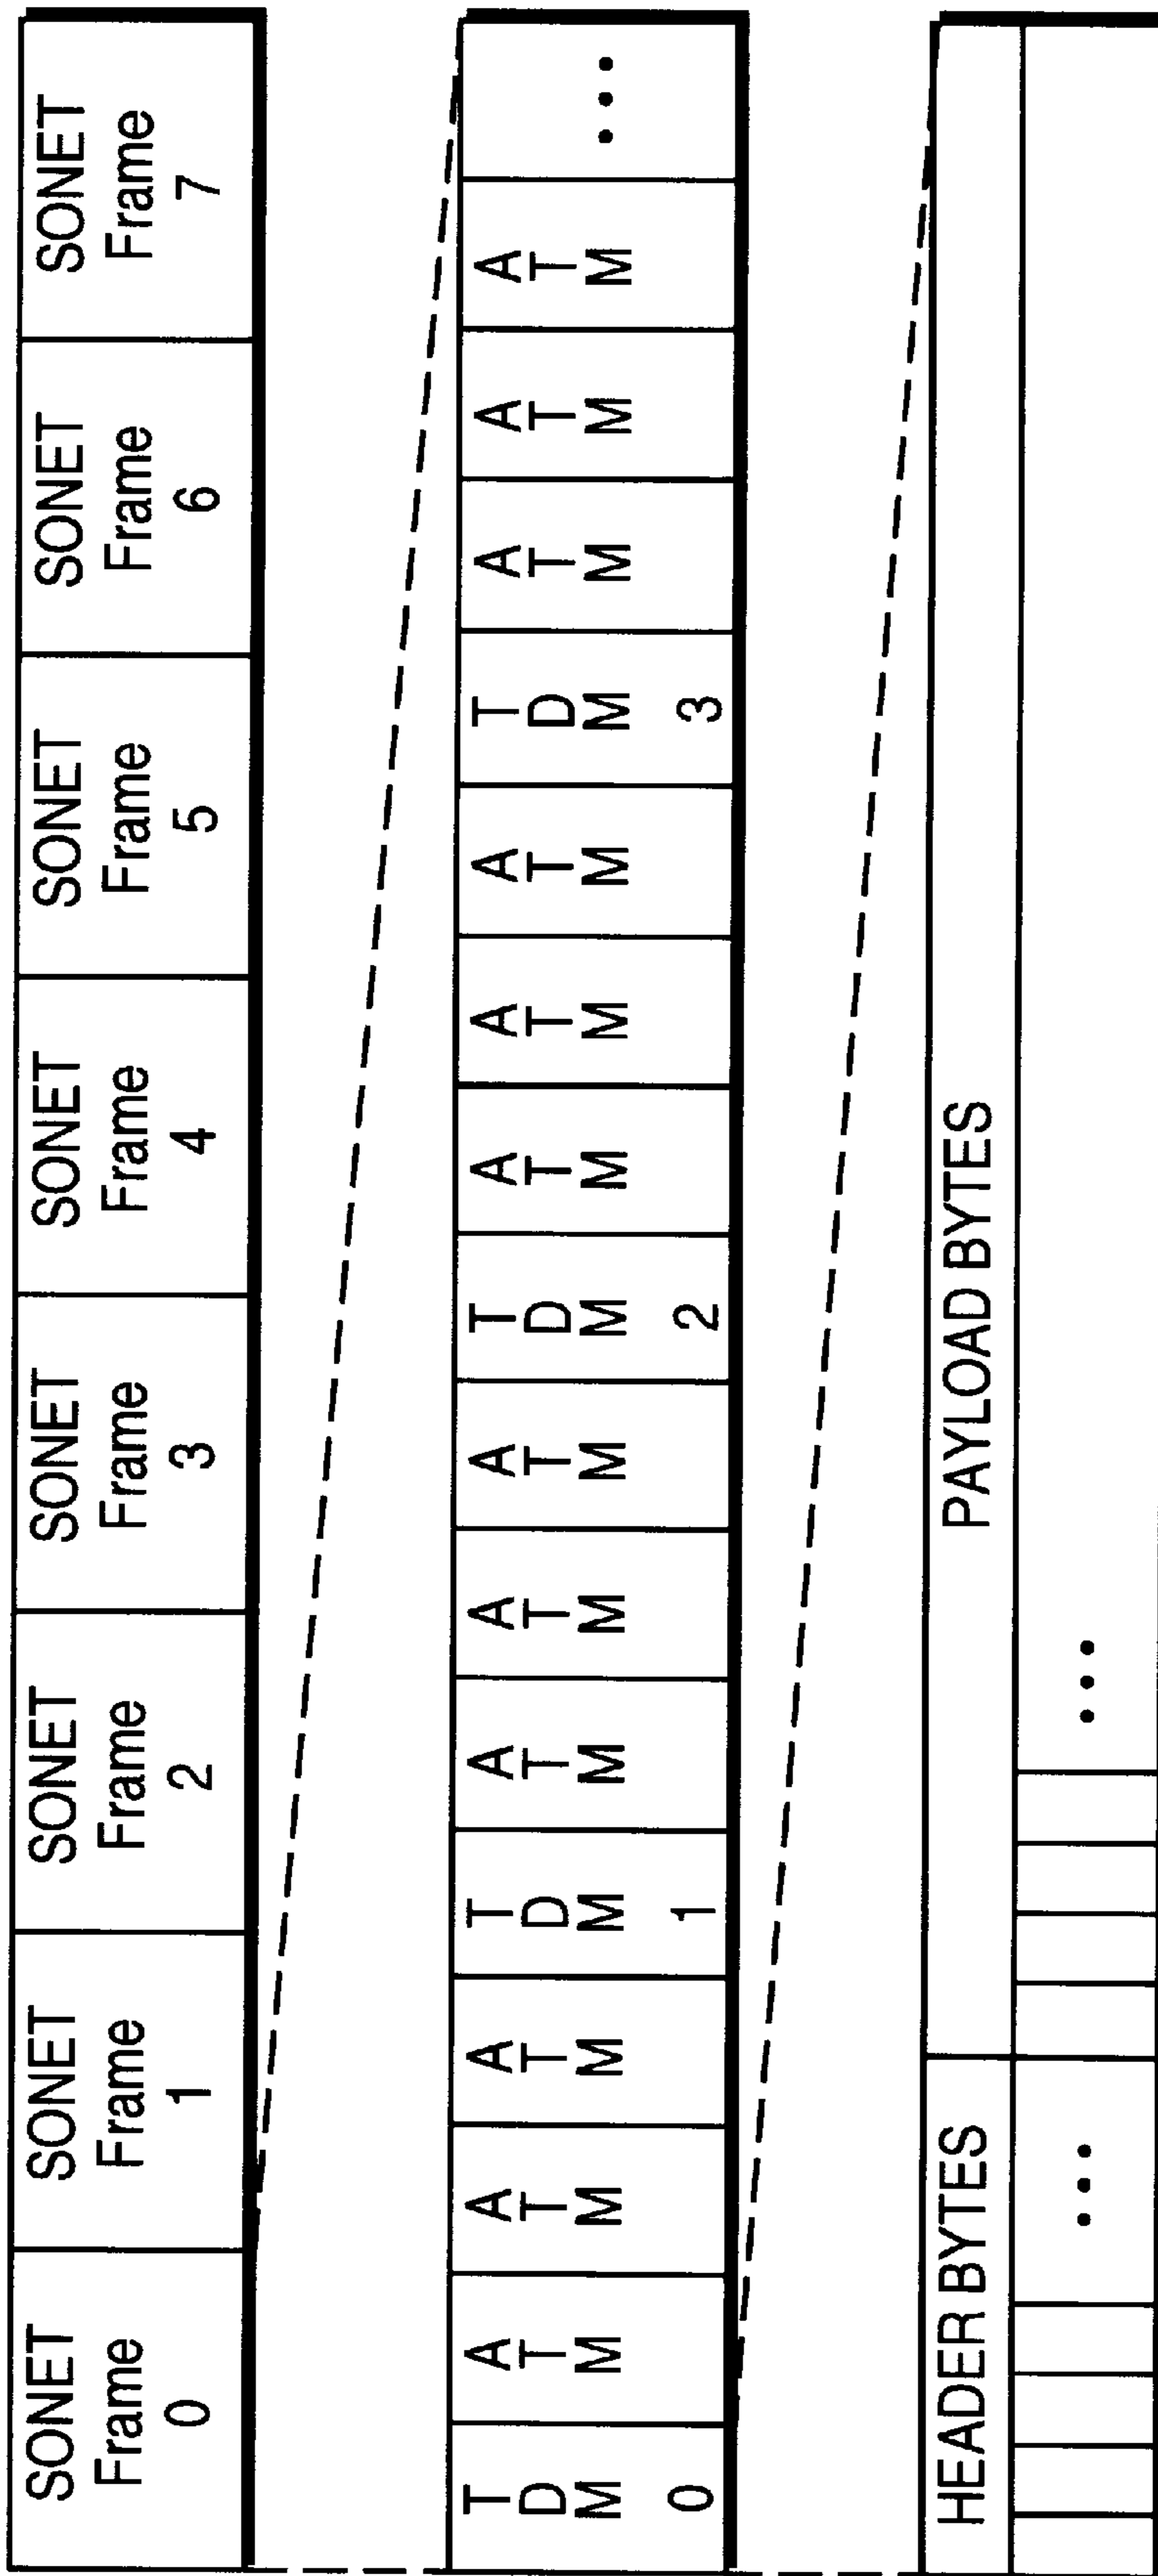 SONET
Frame
0
SONET
Frame
1
SONET
Frame
2
SONET
Frame
3
SONET
Frame
4
SONET
Frame
5
SONET
Frame
6
SONET
Frame
7
TDM
0
ATM
ATM
ATM
TDM
1
ATM
ATM
ATM
TDM
2
ATM
ATM
ATM
TDM
3
ATM
ATM
ATM
...
HEADER BYTES
PAYLOAD BYTES
...
...